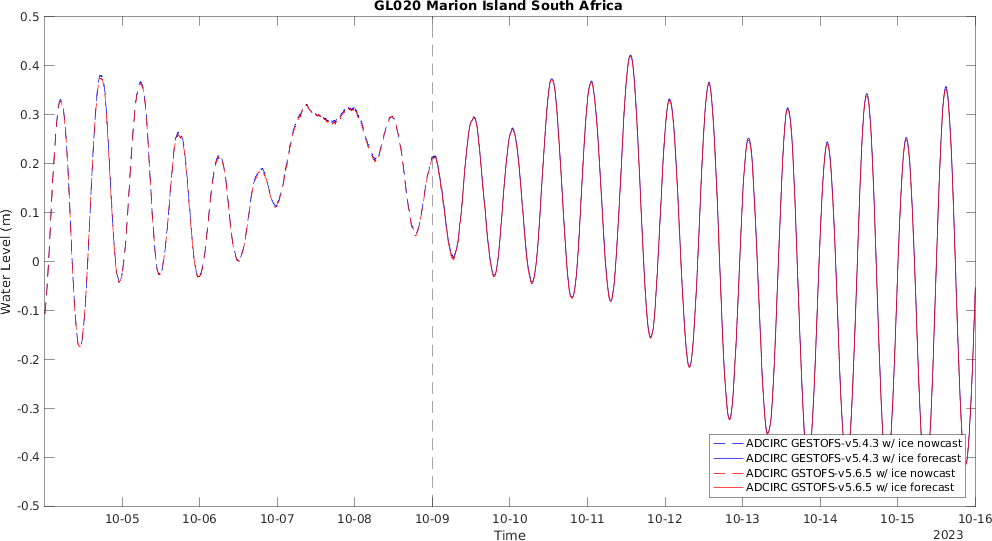 GL020 Marion Island South Africa
Water Level (m)
0.5
0.4
0.3
0.2
0.1
0
-0.1
-0.2
-0.3
-0.4
-0.5
ADCIRC GESTOFS-v5.4.3 w/ ice nowcast
ADCIRC GESTOFS-v5.4.3 w/ ice forecast
ADCIRC GSTOFS-v5.6.5 w/ ice nowcast
ADCIRC GSTOFS-v5.6.5 w/ ice forecast
10-05 10-06 10-07 10-08 10-09 10-10 10-11 10-12 10-13 10-14 10-15 10-16
Time
2023